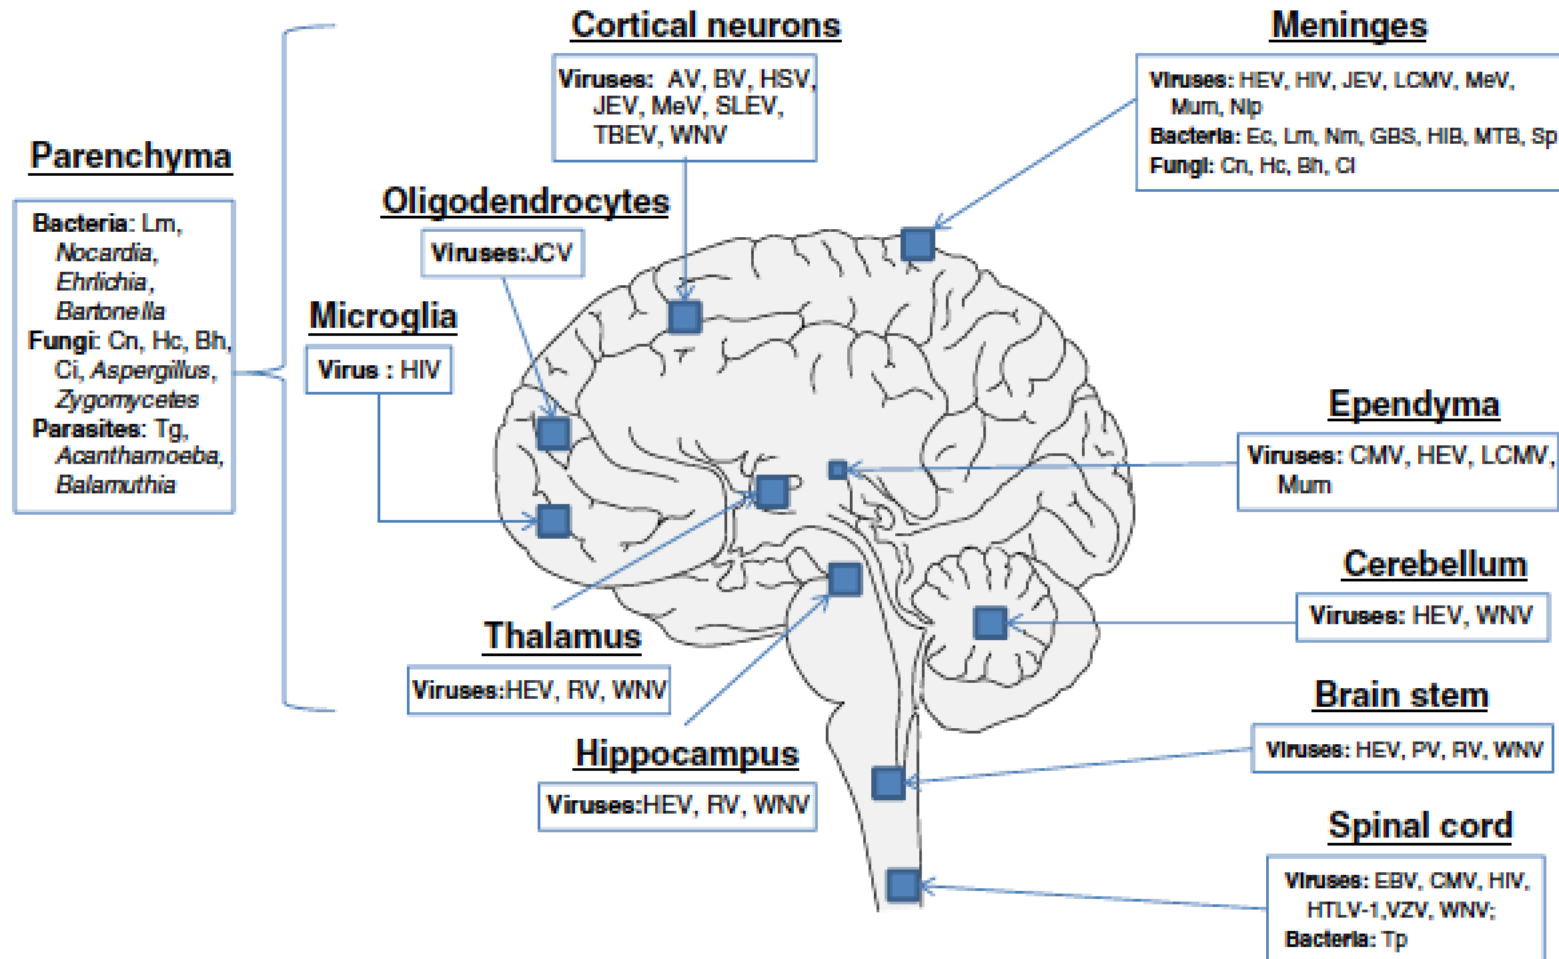 Cortical neurons
Viruses: AV, BV, HSV,
JEV, MeV, SLEV,
TBEV, WNV
Meninges
Viruses: HEV, HIV, JEV, LCMV, MeV,
Mum, Nip
Bacteria: Ec, Lm, Nm, GBS, HIB, MTB, Sp
Fungi: Cn, Hc, Bh, CI
Parenchyma
Bacteria: Lm,
Nocardia,
Ehrlichia,
Bartonella
Fungi: Cn, Hc, Bh,
Ci, Aspergillus,
Zygomycetes
Parasites: Tg,
Acanthamoeba,
Balamuthia
Oligodendrocytes
Viruses:JCV
Microglia
Virus : HIV
Ependyma
Viruses: CMV, HEV, LCMV,
Mum
Cerebellum
Viruses: HEV, WNV
Thalamus
Viruses:HEV, RV, WNV
Brain stem
Viruses: HEV, PV, RV, WNV
Hippocampus
Viruses:HEV, RV, WNV
Spinal cord
Viruses: EBV, CMV, HIV,
HTLV-1,VZV, WNV;
Bacteria: Tp